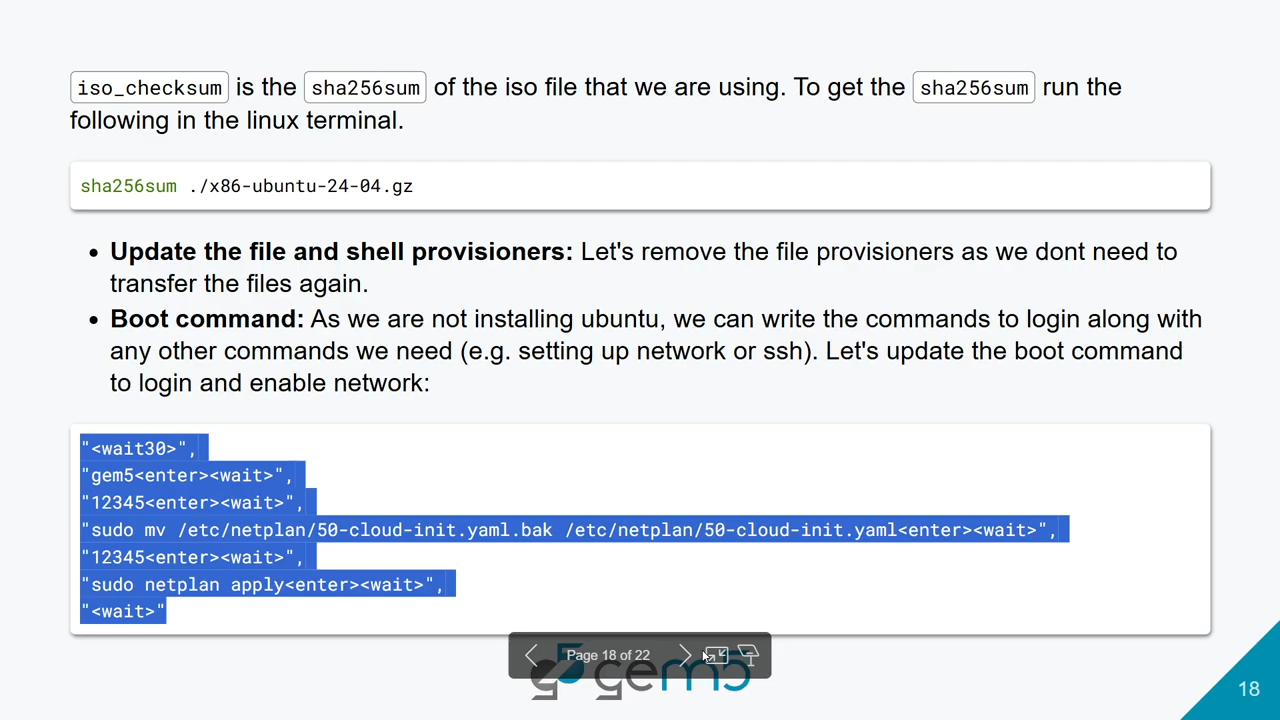 iso_checksum is the sha256sum of the iso file that we are using. To get the sha256sum run the
following in the linux terminal.
sha256sum ./x86-ubuntu-24-04.gz
• Update the file and shell provisioners: Let's remove the file provisioners as we dont need to
transfer the files again.
• Boot command: As we are not installing ubuntu, we can write the commands to login along with
any other commands we need (e.g. setting up network or ssh). Let's update the boot command
to login and enable network:
"<wait30>",
"gem5<enter><wait>",
"12345<enter><wait>",
"sudo mv /etc/netplan/50-cloud-init.yaml.bak /etc/netplan/50-cloud-init.yaml<enter><wait>",
"12345<enter><wait>",
"sudo netplan apply<enter><wait>",
"<wait>"
Page 18 of 22
gem5
18